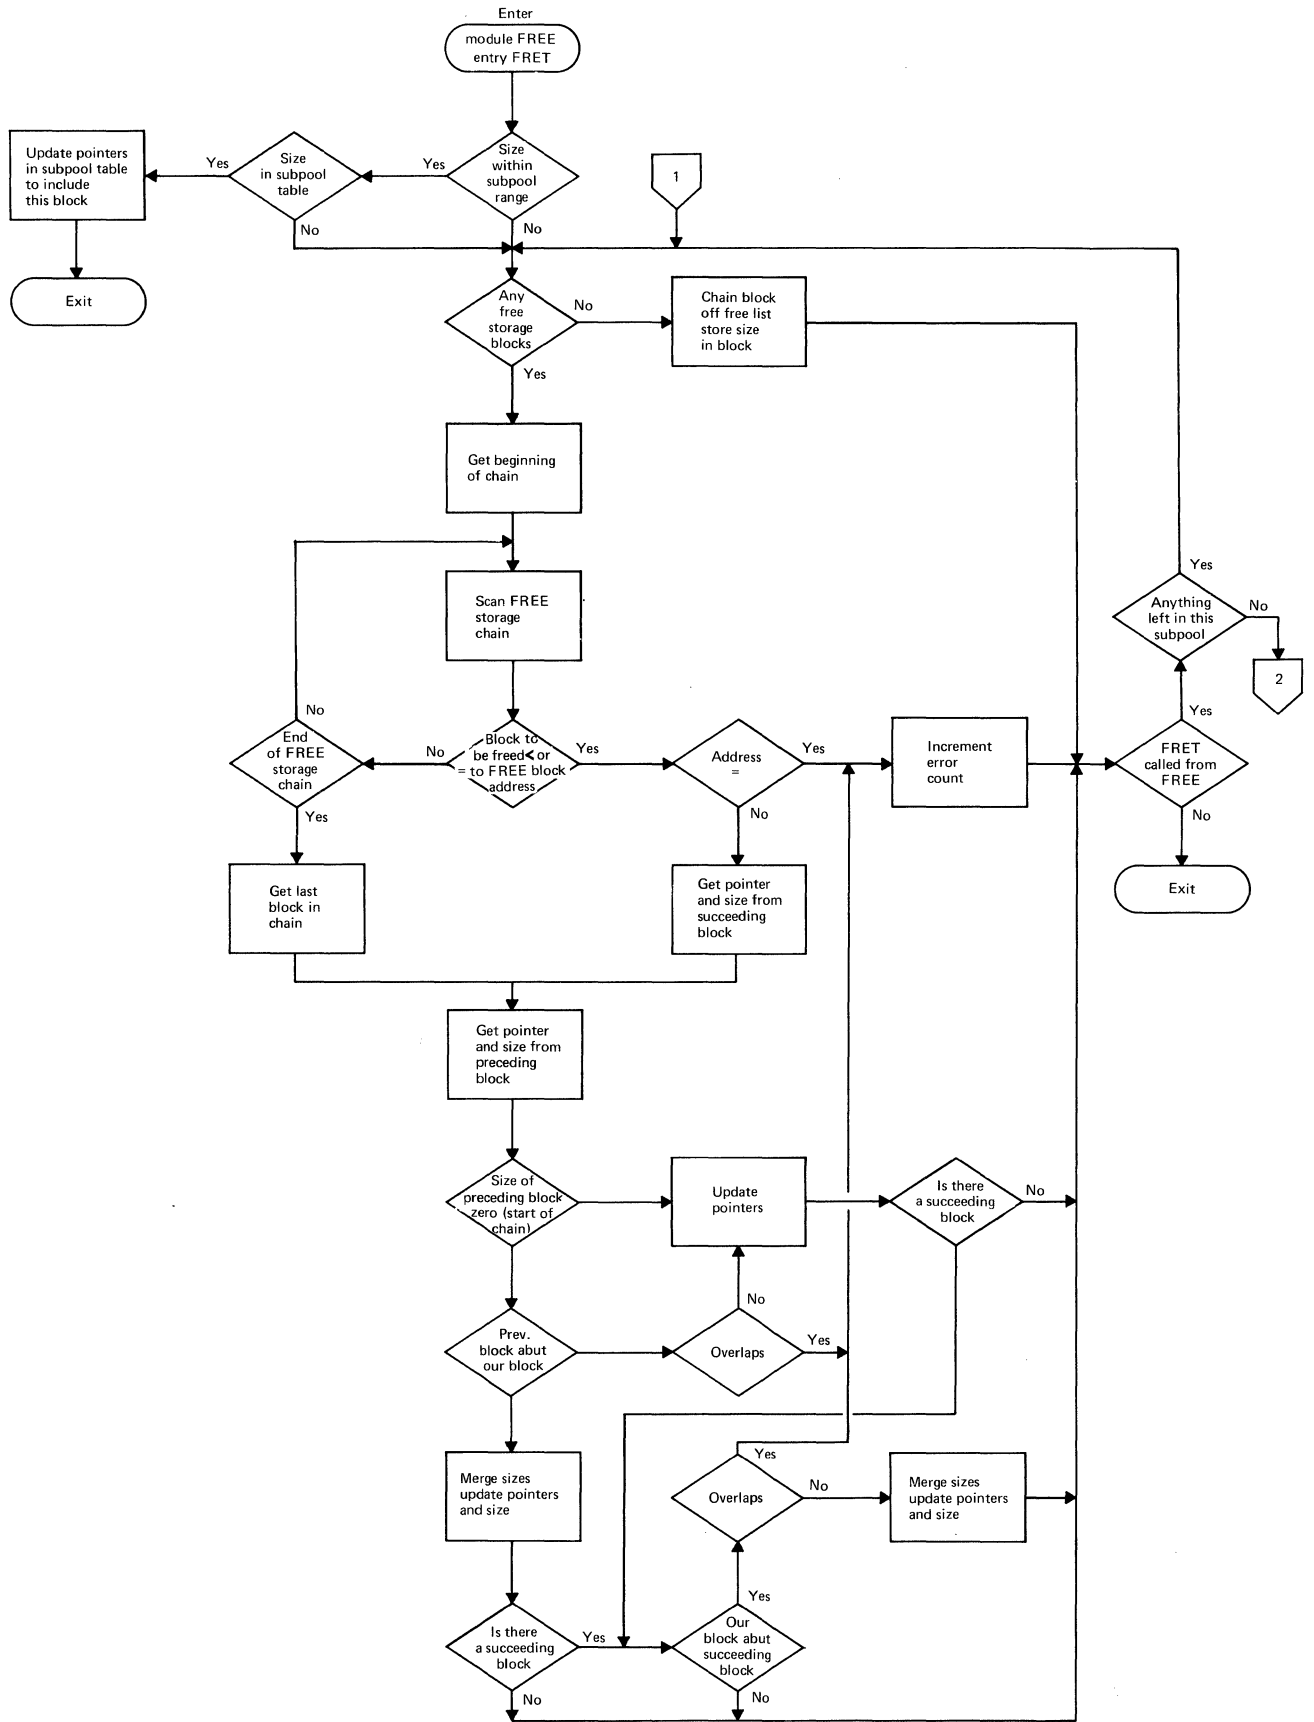 Enter
module FREE
entry FRET
Size
within
subpool
range
Yes
No
Size
in subpool
table
Yes
No
Update pointers
in subpool table
to include
this block
Exit
1
Any
free
storage
blocks
No
Yes
Chain block
off free list
store size
in block
Get beginning
of chain
Scan FREE
storage
chain
Block to
be freed< or
= to FREE block
address
No
Yes
End
of FREE
storage
chain
No
Yes
Address
=
Yes
No
Increment
error
count
FRET
called from
FREE
Yes
No
Anything
left in this
subpool
Yes
No
2
Exit
Get last
block in
chain
Get pointer
and size from
succeeding
block
Get pointer
and size from
preceding
block
Size of
preceding block
zero (start of
chain)
Update
pointers
Is there
a succeeding
block
No
Prev.
block abut
our block
Overlaps
No
Yes
Merge sizes
update pointers
and size
Overlaps
Yes
No
Merge sizes
update pointers
and size
Is there
a succeeding
block
Yes
No
Our
block abut
succeeding
block
Yes
No